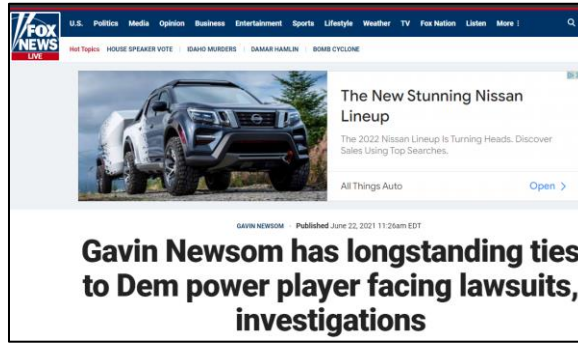 FOX
NEWS
LIVE
U.S. Politics Media Opinion Business Entertainment Sports Lifestyle Weather TV Fox Nation Listen More
Hot Topics HOUSE SPEAKER VOTE IDAHO MURDERS DAMAR HAMLIN BOMB CYCLONE
The New Stunning Nissan
Lineup
The 2022 Nissan Lineup Is Turning Heads. Discover
Sales Using Top Searches.
All Things Auto Open >
GAVIN NEWSOM · Published June 22, 2021 11:26am EDT
Gavin Newsom has longstanding ties
to Dem power player facing lawsuits,
investigations